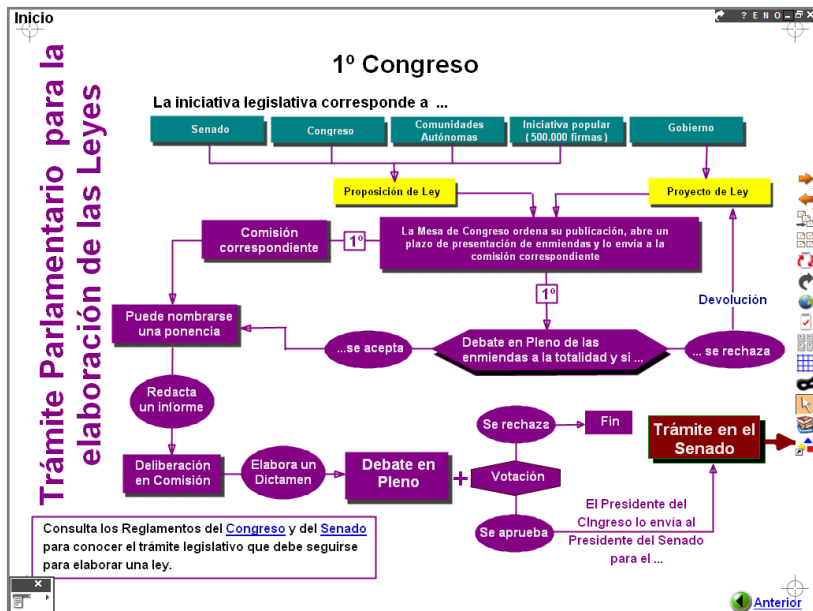 Inicio
? E N O
Trámite Parlamentario para la
elaboración de las Leyes
1º Congreso
La iniciativa legislativa corresponde a ...
Senado
Congreso
Comunidades
Autónomas
Iniciativa popular
( 500.000 firmas )
Gobierno
Proposición de Ley
Proyecto de Ley
Comisión
correspondiente
1º
La Mesa de Congreso ordena su publicación, abre un
plazo de presentación de enmiendas y lo envía a la
comisión correspondiente
1º
Devolución
Puede nombrarse
una ponencia
...se acepta
Debate en Pleno de las
enmiendas a la totalidad y si ...
... se rechaza
Redacta
un informe
Se rechaza
Fin
Trámite en el
Senado
Deliberación
en Comisión
Elabora un
Dictamen
Debate en
Pleno
+
Votación
Se aprueba
El Presidente del
CIngreso lo envía al
Presidente del Senado
para el ...
Consulta los Reglamentos del Congreso y del Senado
para conocer el trámite legislativo que debe seguirse
para elaborar una ley.
Anterior